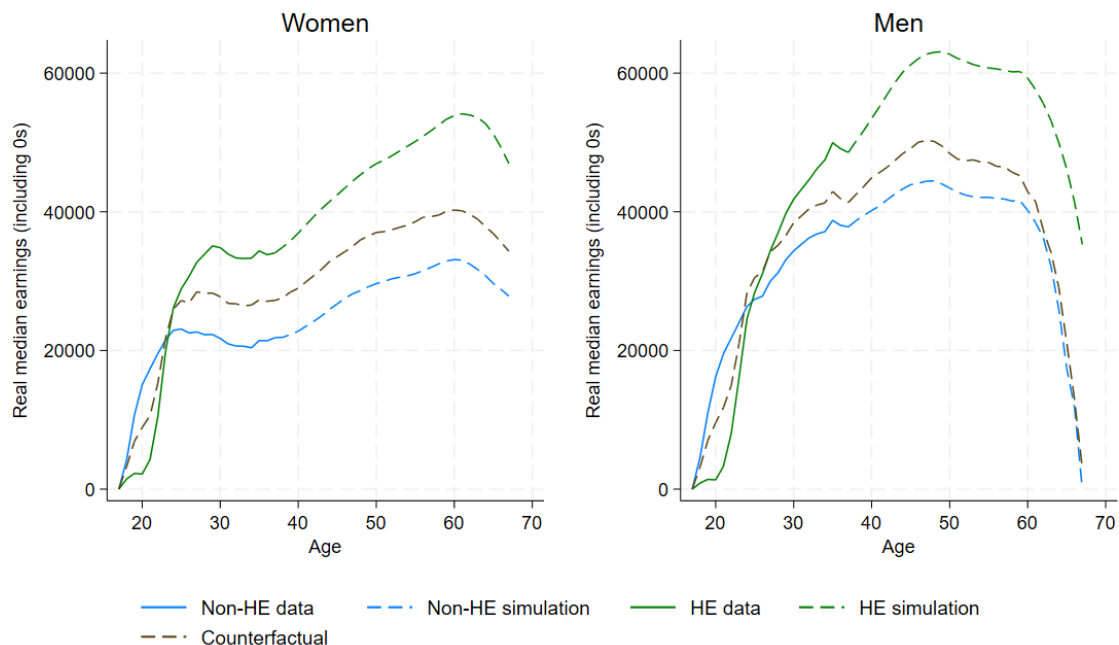 Women
Real median earnings (including 0s)
60000
40000
20000
0
20 30 40 50 60 70
Age
Men
Real median earnings (including 0s)
60000
40000
20000
0
20 30 40 50 60 70
Age
Non-HE data Non-HE simulation HE data HE simulation
Counterfactual